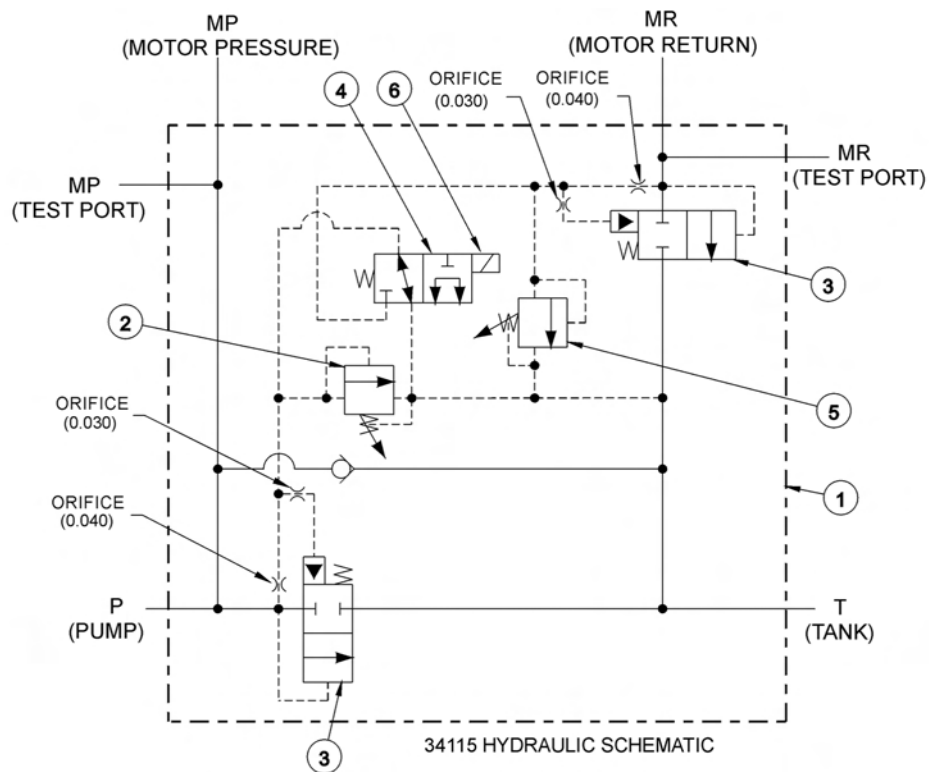 MP
(MOTOR PRESSURE)
MR
(MOTOR RETURN)
4
6
ORIFICE
(0.030)
ORIFICE
(0.040)
MP
(TEST PORT)
MR
(TEST PORT)
3
2
5
ORIFICE
(0.030)
1
ORIFICE
(0.040)
P
(PUMP)
T
(TANK)
3
34115 HYDRAULIC SCHEMATIC